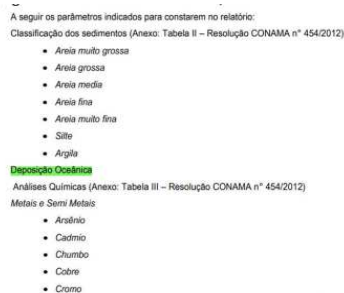 A seguir os parâmetros indicados para constarem no relatório:
Classificação dos sedimentos (Anexo: Tabela II – Resolução CONAMA n° 454/2012)
• Areia muito grossa
• Areia grossa
• Areia media
• Areia fina
• Areia muito fina
• Silte
• Argila
Deposição Oceânica
Análises Químicas (Anexo: Tabela III – Resolução CONAMA n° 454/2012)
Metais e Semi Metais
• Arsênio
• Cadmio
• Chumbo
• Cobre
• Cromo